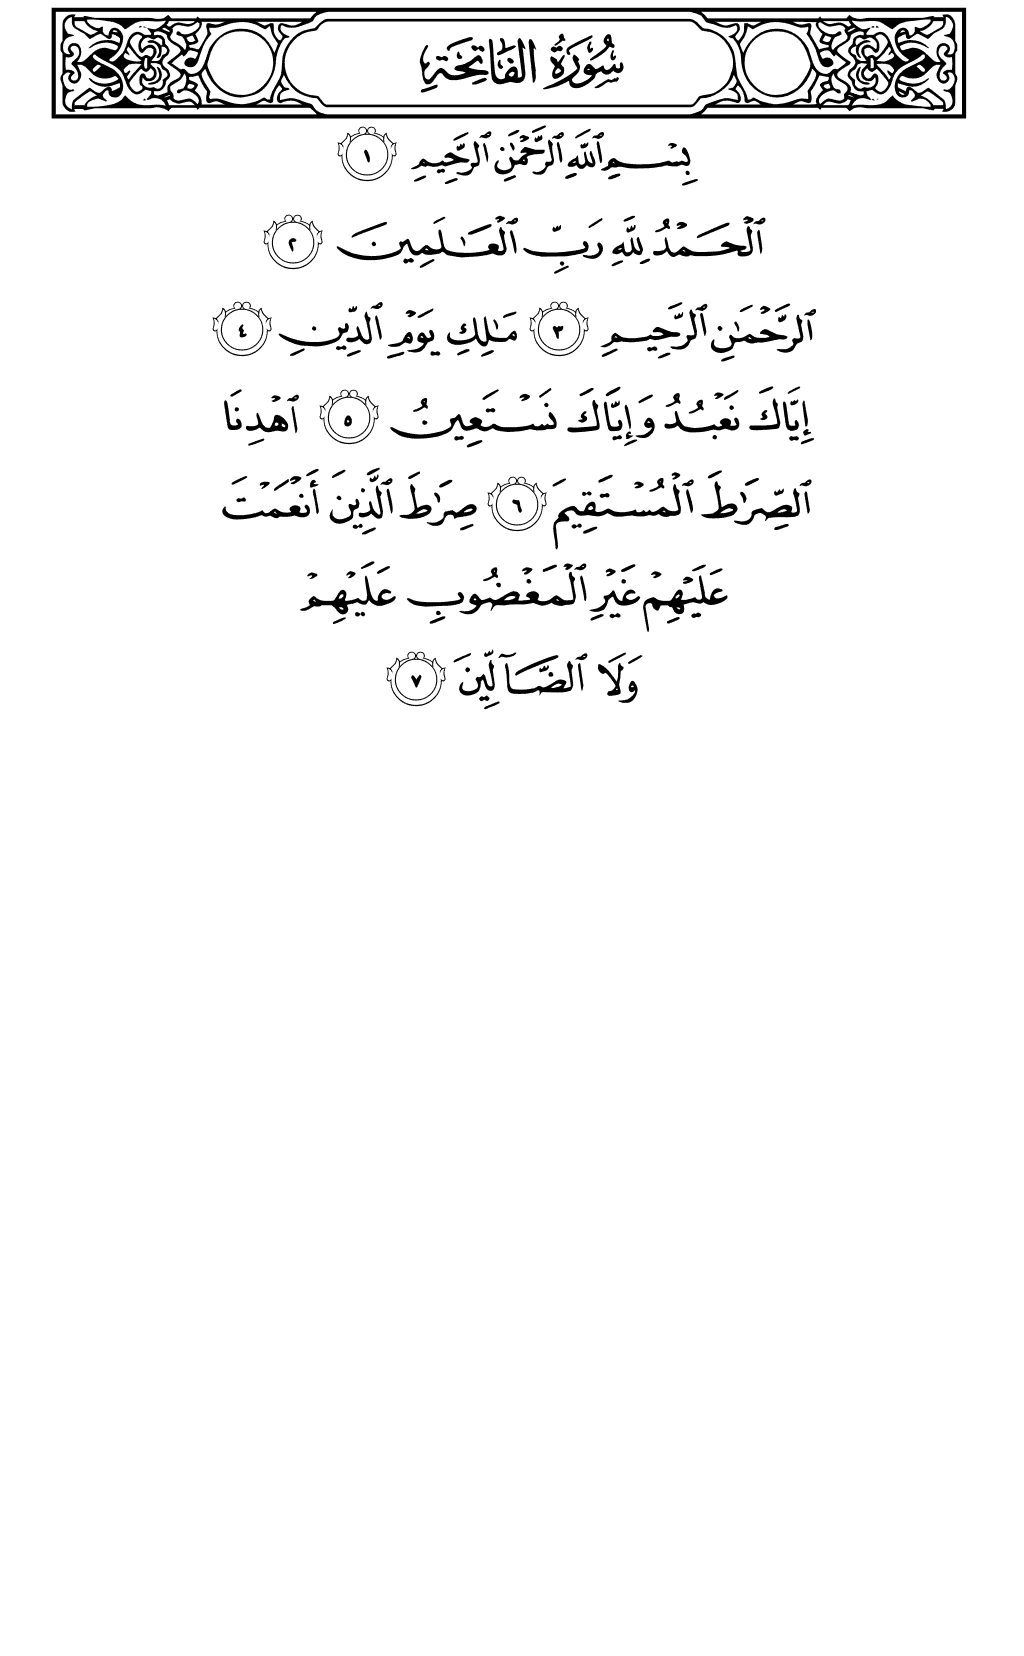 سُورَةُ الفَاتِحَةِ
بِسۡمِ ٱللَّهِ ٱلرَّحۡمَٰنِ ٱلرَّحِيمِ ١
ٱلۡحَمۡدُ لِلَّهِ رَبِّ ٱلۡعَٰلَمِينَ ٢
ٱلرَّحۡمَٰنِ ٱلرَّحِيمِ ٣ مَٰلِكِ يَوۡمِ ٱلدِّينِ ٤
إِيَّاكَ نَعۡبُدُ وَإِيَّاكَ نَسۡتَعِينُ ٥ ٱهۡدِنَا
ٱلصِّرَٰطَ ٱلۡمُسۡتَقِيمَ ٦ صِرَٰطَ ٱلَّذِينَ أَنۡعَمۡتَ
عَلَيۡهِمۡ غَيۡرِ ٱلۡمَغۡضُوبِ عَلَيۡهِمۡ
وَلَا ٱلضَّآلِّينَ ٧